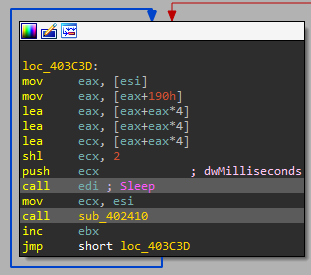 loc_403C3D:
mov     eax, [esi]
mov     eax, [eax+190h]
lea     eax, [eax+eax*4]
lea     eax, [eax+eax*4]
lea     ecx, [eax+eax*4]
shl     ecx, 2
push    ecx             ; dwMilliseconds
call    edi ; Sleep
mov     ecx, esi
call    sub_402410
inc     ebx
jmp     short loc_403C3D